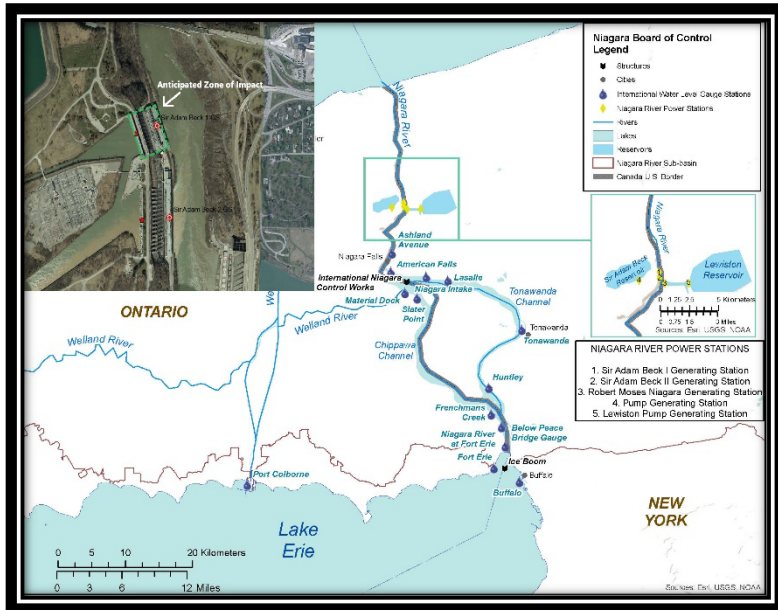 Anticipated Zone of
Impact
Sir Adam Beck 1 GS
Sir Adam Beck 2 GS
Niagara Board of Control
Legend
Structures
Cities
International Water Level Gauge Stations
Niagara River Power Stations
Rivers
Lakes
Reservoirs
Niagara River Sub-basin
Canada U.S. Border
Niagara River
Ashland
Avenue
Niagara Falls
American Falls
International Niagara
Control Works
Lasalle
Niagara Intake
Material Dock
Slater
Point
Tonawanda
Channel
Tonawanda
Tonawanda
ONTARIO
Welland River
Welland River
Chippawa
Channel
Huntley
Frenchmans
Creek
Niagara River
at Fort Erie
Below Peace
Bridge Gauge
Fort Erie
Ice Boom
Buffalo
Buffalo
Port Colborne
Lake
Erie
NEW
YORK
Niagara River
Sir Adam Beck
Reservoir
Lewiston
Reservoir
4
5
0 1.25 2.5 5 Kilometers
0 0.75 1.5 3 Miles
Sources: Esri, USGS, NOAA
NIAGARA RIVER POWER STATIONS
1. Sir Adam Beck I Generating Station
2. Sir Adam Beck II Generating Station
3. Robert Moses Niagara Generating Station
4. Pump Generating Station
5. Lewiston Pump Generating Station
0 5 10 20 Kilometers
0 3 6 12 Miles
Sources: Esri, USGS, NOAA